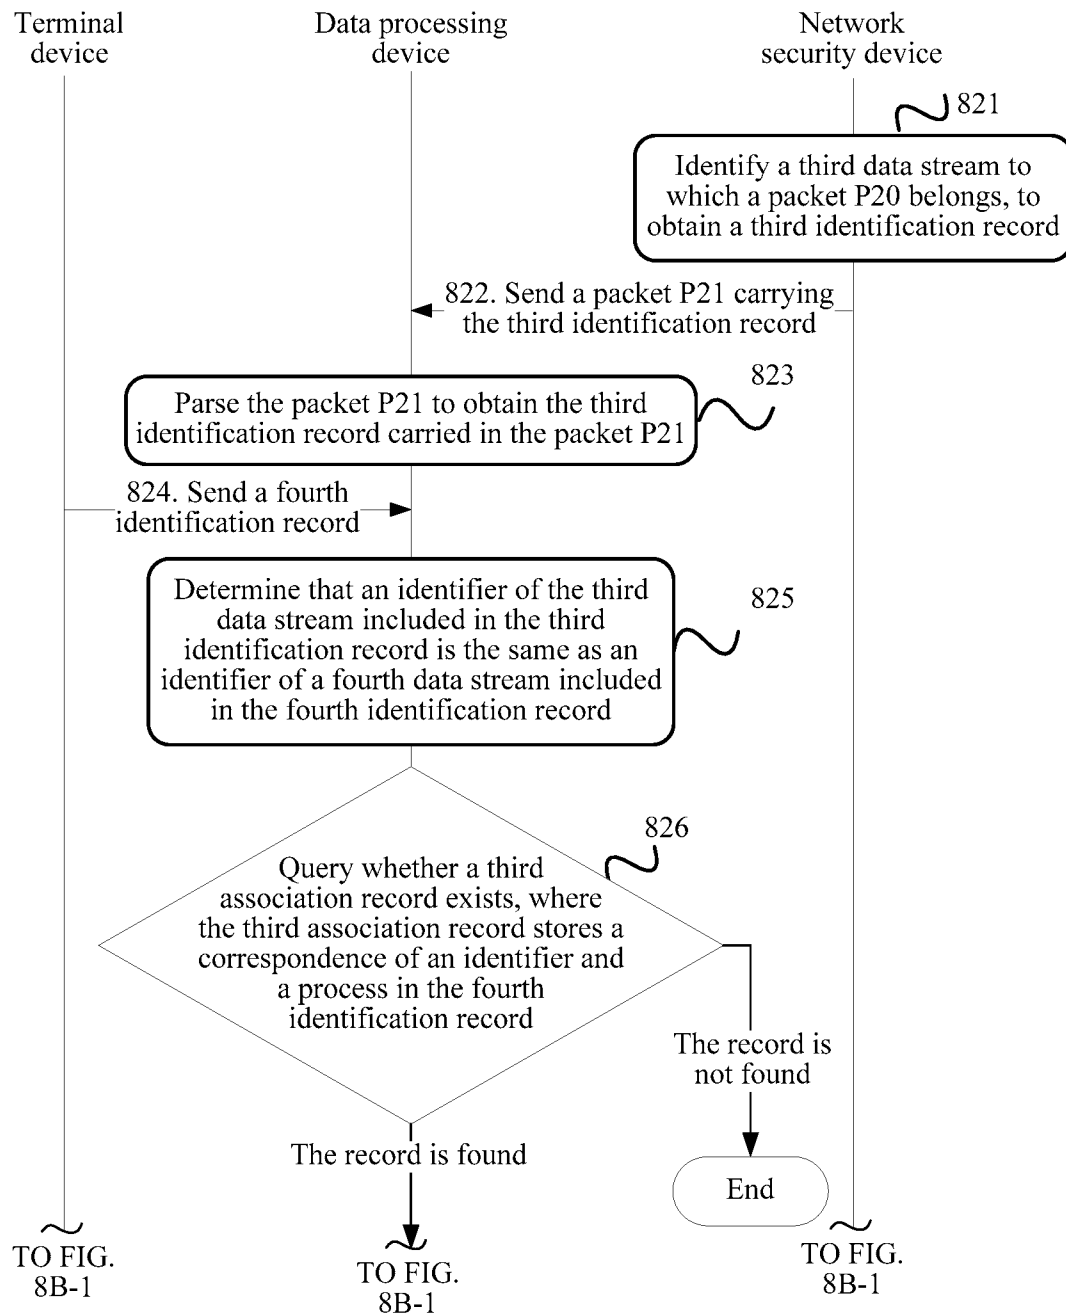 Terminal
device
Data processing
device
Network
security device
821
Identify a third data stream to
which a packet P20 belongs, to
obtain a third identification record
822. Send a packet P21 carrying
the third identification record
823
Parse the packet P21 to obtain the third
identification record carried in the packet P21
824. Send a fourth
identification record
825
Determine that an identifier of the third
data stream included in the third
identification record is the same as an
identifier of a fourth data stream included
in the fourth identification record
826
Query whether a third
association record exists, where
the third association record stores a
correspondence of an identifier and
a process in the fourth
identification record
The record is
not found
The record is found
End
TO FIG.
8B-1
TO FIG.
8B-1
TO FIG.
8B-1